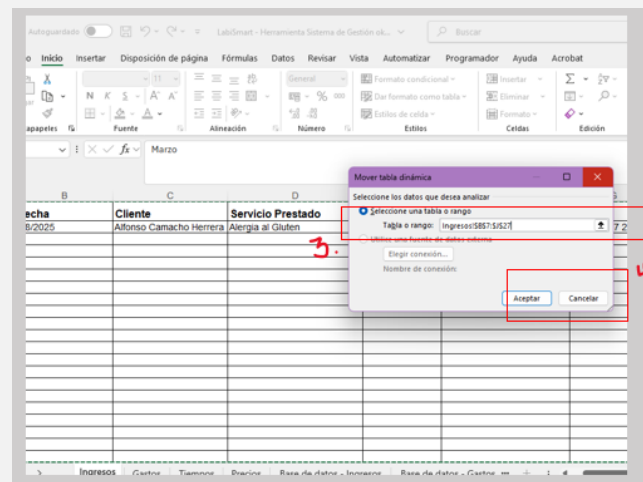 Autoguardado LabiSmart - Herramienta Sistema de Gestión ok... Buscar
Inicio Insertar Disposición de página Fórmulas Datos Revisar Vista Automatizar Programador Ayuda Acrobat
11 General Formato condicional Insertar
N K S Dar formato como tabla Eliminar
Estilos de celda Formato
Fuente Alineación Número Estilos Celdas Edición
fx Marzo
Mover tabla dinámica
Seleccione los datos que desea analizar
Seleccione una tabla o rango
Tabla o rango: Ingresos!$B$7:$J$27
Utilice una fuente de datos externa
Elegir conexión...
Nombre de conexión:
Aceptar Cancelar
B C D
Cliente Servicio Prestado
8/2025 Alfonso Camacho Herrera Alergia al Gluten
3.
Ingresos Gastos Tiempos Precios Base de datos - Ingresos Base de datos - Gastos